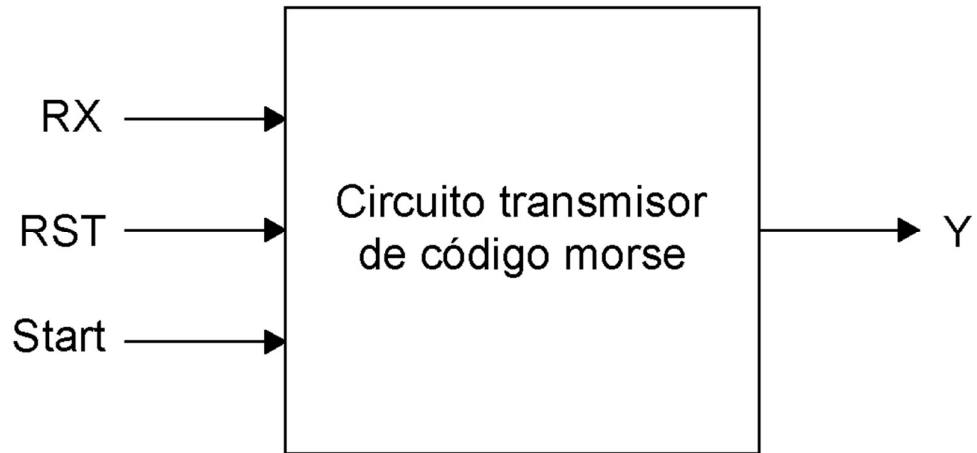 RX
RST
Start
Circuito transmisor
de código morse
Y